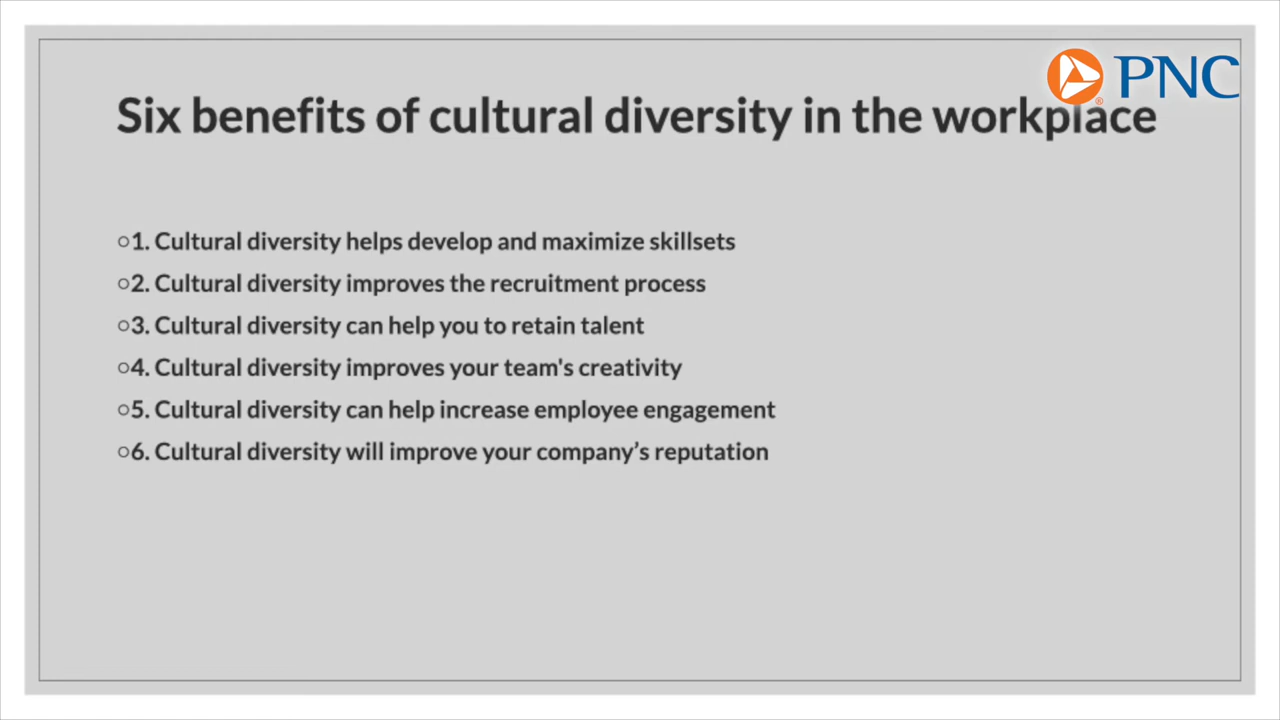 PNC
Six benefits of cultural diversity in the workplace
○1. Cultural diversity helps develop and maximize skillsets
○2. Cultural diversity improves the recruitment process
○3. Cultural diversity can help you to retain talent
○4. Cultural diversity improves your team's creativity
○5. Cultural diversity can help increase employee engagement
○6. Cultural diversity will improve your company’s reputation